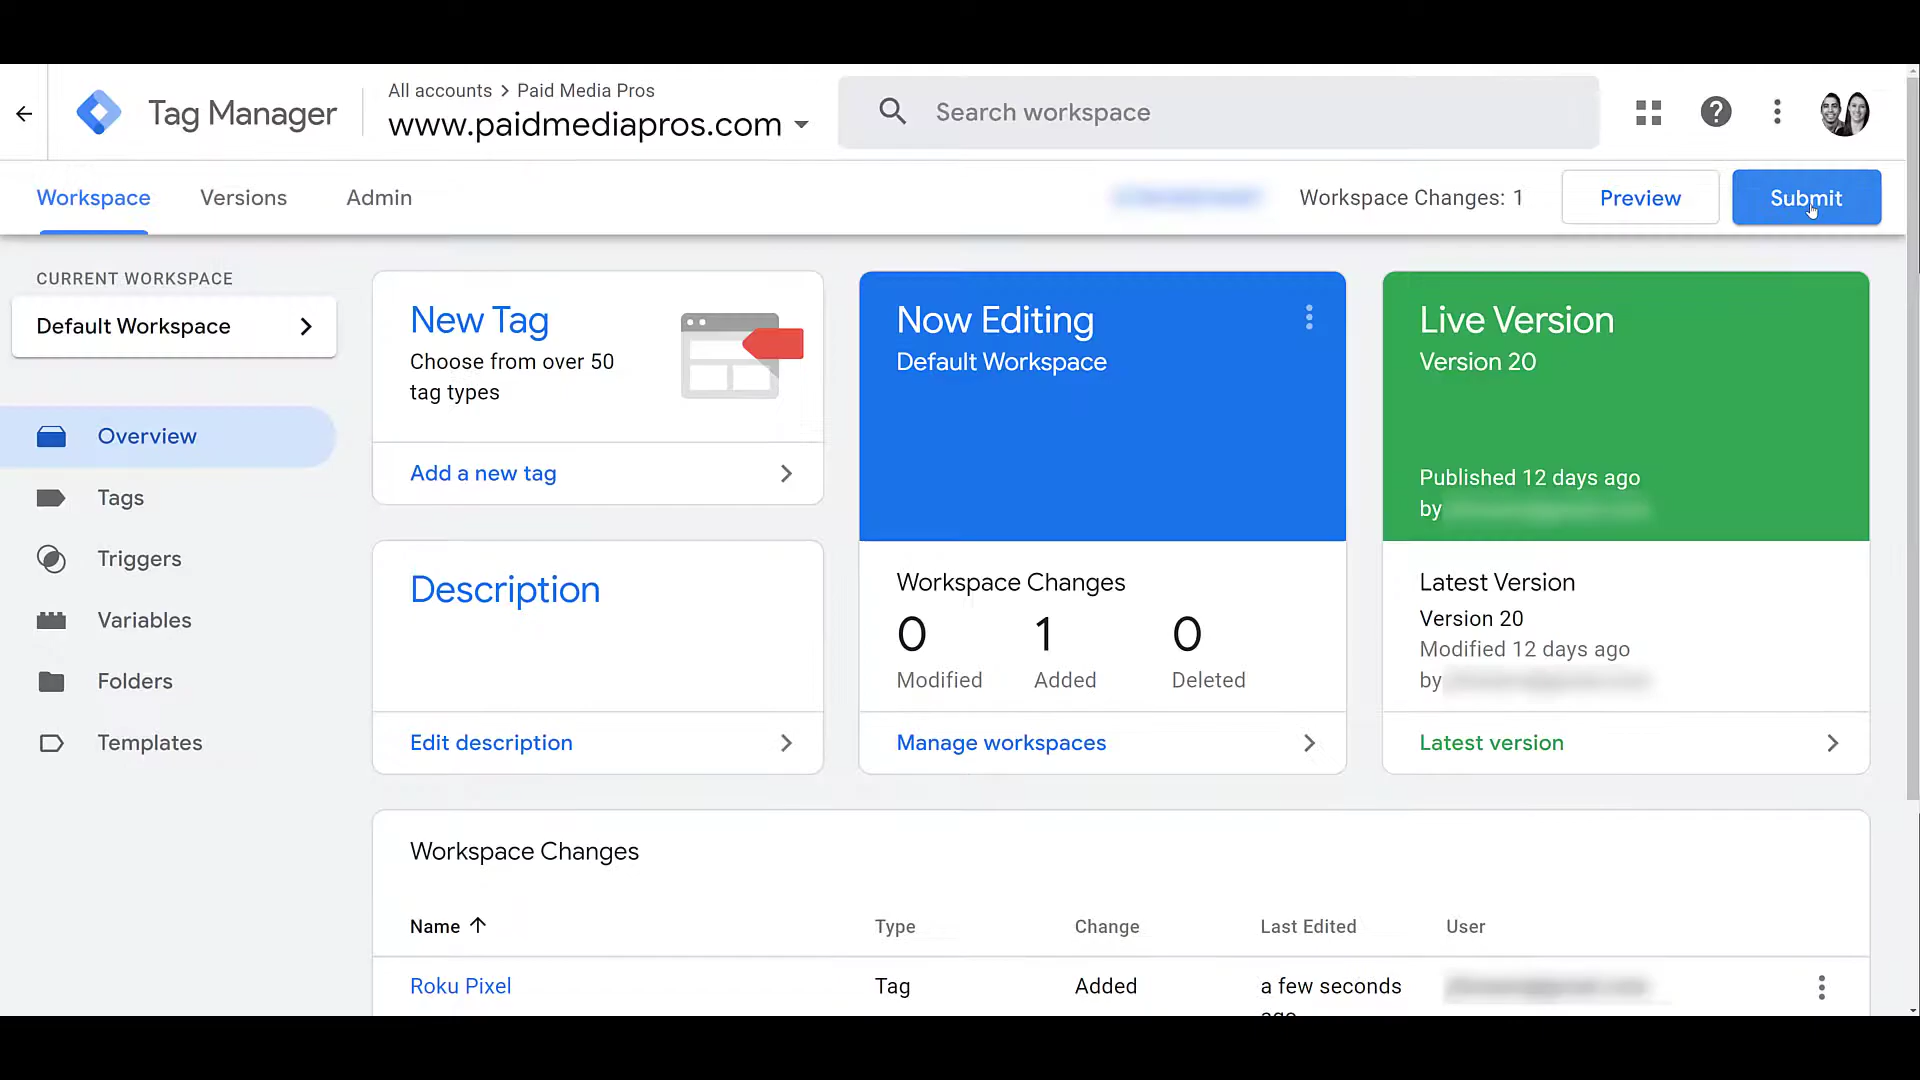 All accounts > Paid Media Pros
Tag Manager
www.paidmediapros.com
Search workspace
Workspace
Versions
Admin
Workspace Changes: 1
Preview
Submit
CURRENT WORKSPACE
Default Workspace
Overview
Tags
Triggers
Variables
Folders
Templates
New Tag
Choose from over 50
tag types
Add a new tag
Description
Edit description
Now Editing
Default Workspace
Workspace Changes
0 1 0
Modified Added Deleted
Manage workspaces
Live Version
Version 20
Published 12 days ago
by
Latest Version
Version 20
Modified 12 days ago
by
Latest version
Workspace Changes
Name Type Change Last Edited User
Roku Pixel Tag Added a few seconds
ago